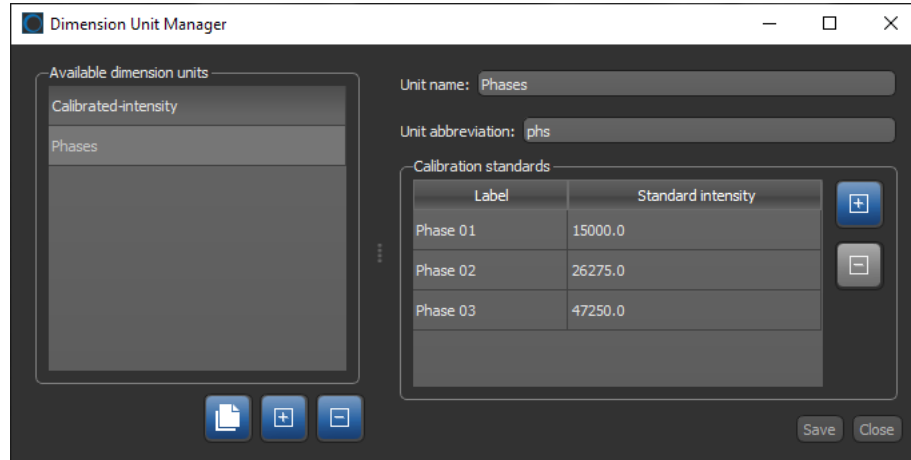 Dimension Unit Manager
Available dimension units
Calibrated-intensity
Phases
Unit name: Phases
Unit abbreviation: phs
Calibration standards
Label Standard intensity
Phase 01 15000.0
Phase 02 26275.0
Phase 03 47250.0
Save Close